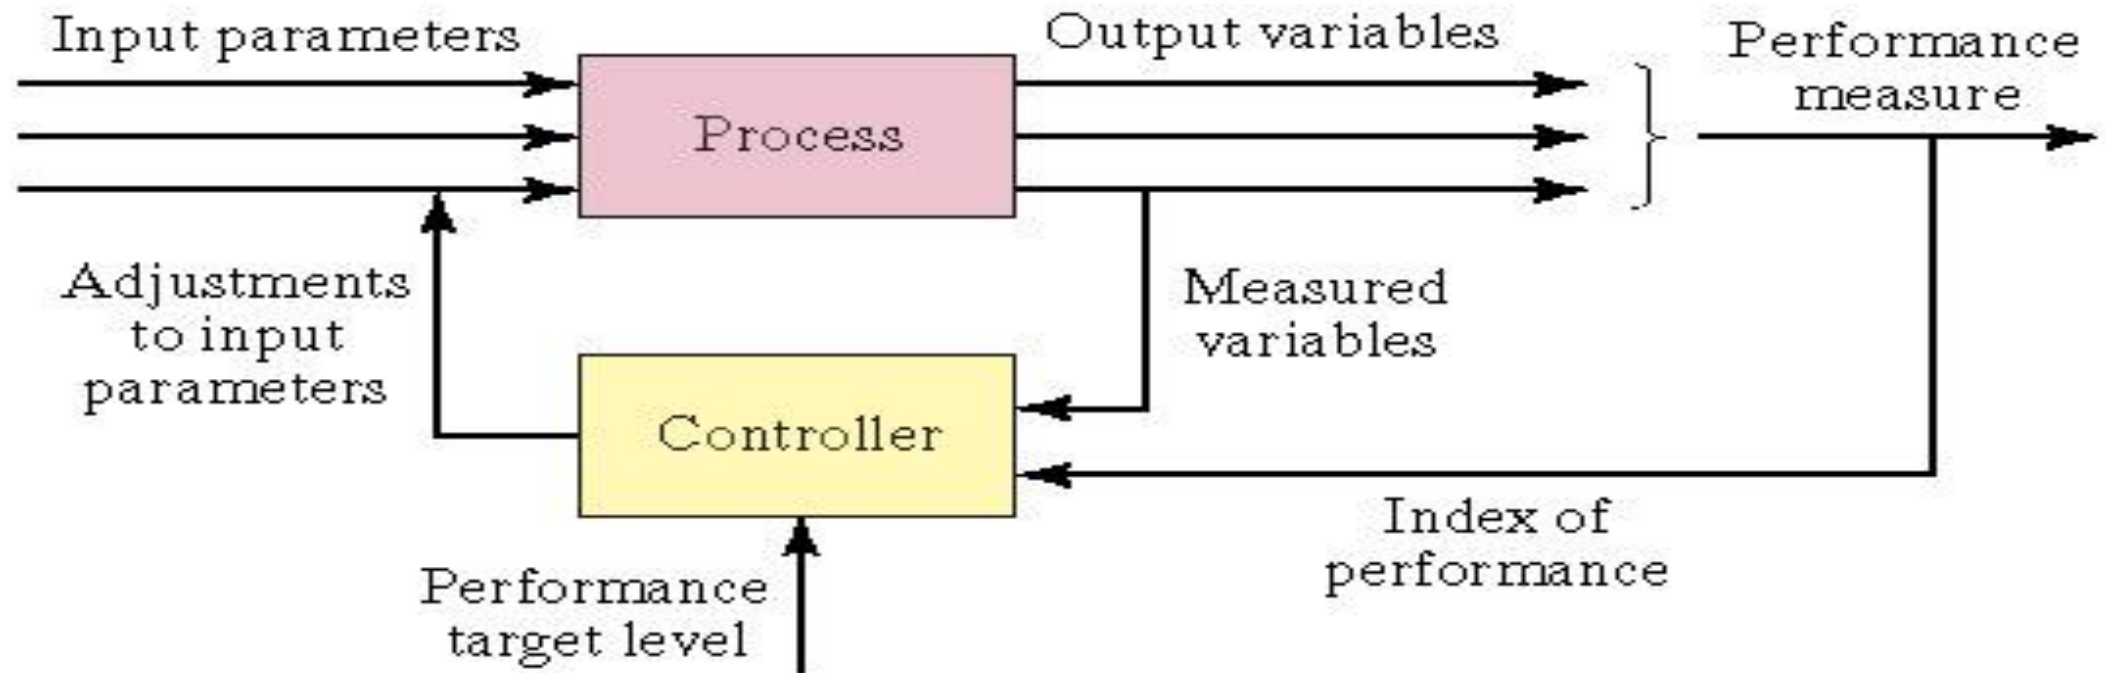 Input parameters
Output variables
Performance
measure
Process
Adjustments
to input
parameters
Measured
variables
Controller
Index of
performance
Performance
target level